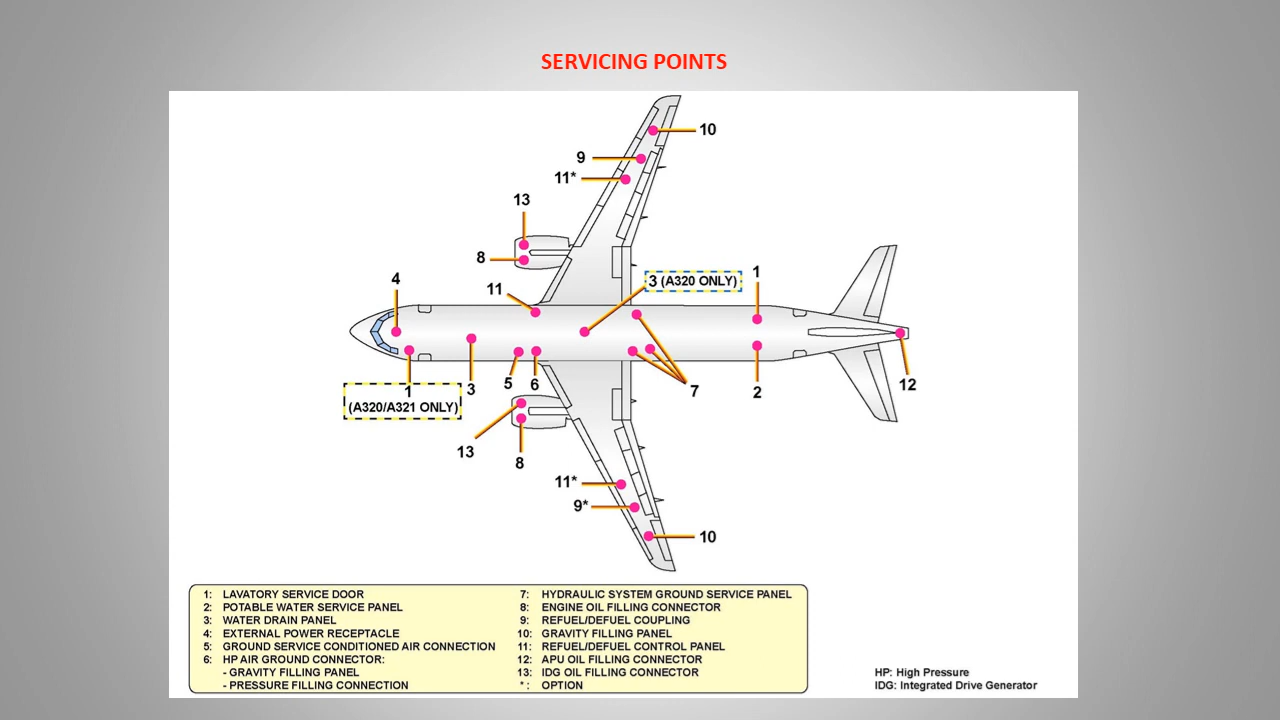 SERVICING POINTS
10
9
11*
13
8
4
11
3 (A320 ONLY)
1
1
(A320/A321 ONLY)
3
5
6
7
2
12
13
8
11*
9*
10
1: LAVATORY SERVICE DOOR
2: POTABLE WATER SERVICE PANEL
3: WATER DRAIN PANEL
4: EXTERNAL POWER RECEPTACLE
5: GROUND SERVICE CONDITIONED AIR CONNECTION
6: HP AIR GROUND CONNECTOR:
- GRAVITY FILLING PANEL
- PRESSURE FILLING CONNECTION
7: HYDRAULIC SYSTEM GROUND SERVICE PANEL
8: ENGINE OIL FILLING CONNECTOR
9: REFUEL/DEFUEL COUPLING
10: GRAVITY FILLING PANEL
11: REFUEL/DEFUEL CONTROL PANEL
12: APU OIL FILLING CONNECTOR
13: IDG OIL FILLING CONNECTOR
* : OPTION
HP: High Pressure
IDG: Integrated Drive Generator